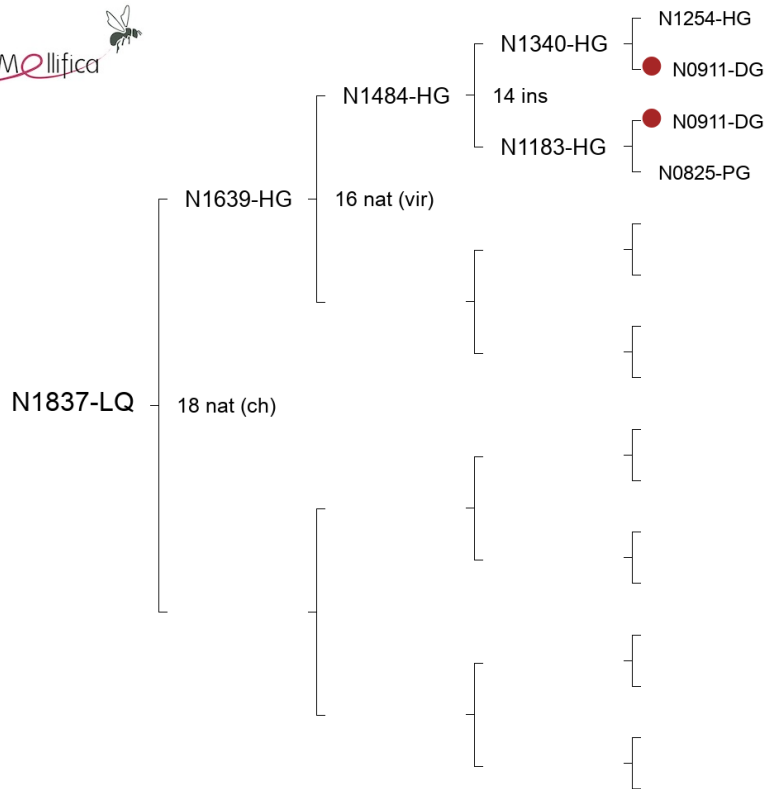 Mellifica
N1254-HG
N1340-HG
N0911-DG
N1484-HG
14 ins
N0911-DG
N1183-HG
N0825-PG
N1639-HG
16 nat (vir)
N1837-LQ
18 nat (ch)